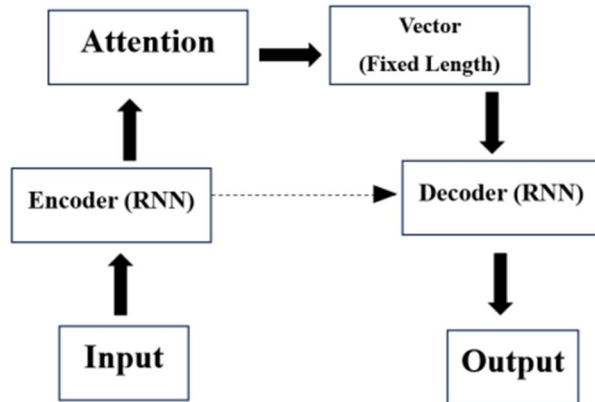 Attention
Vector
(Fixed Length)
Encoder (RNN)
Decoder (RNN)
Input
Output